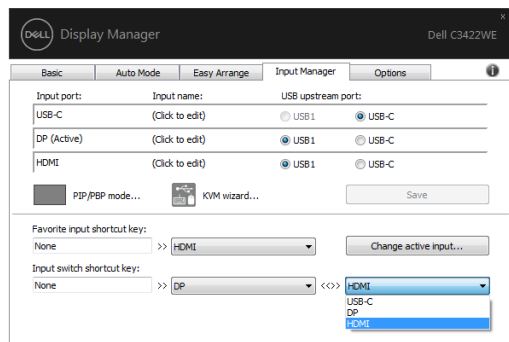 DELL Display Manager Dell C3422WE
Basic Auto Mode Easy Arrange Input Manager Options
Input port: Input name: USB upstream port:
USB-C (Click to edit) USB1 USB-C
DP (Active) (Click to edit) USB1 USB-C
HDMI (Click to edit) USB1 USB-C
PIP/PBP mode... KVM wizard... Save
Favorite input shortcut key:
None >> HDMI Change active input...
Input switch shortcut key:
None >> DP <<>> HDMI
USB-C
DP
HDMI